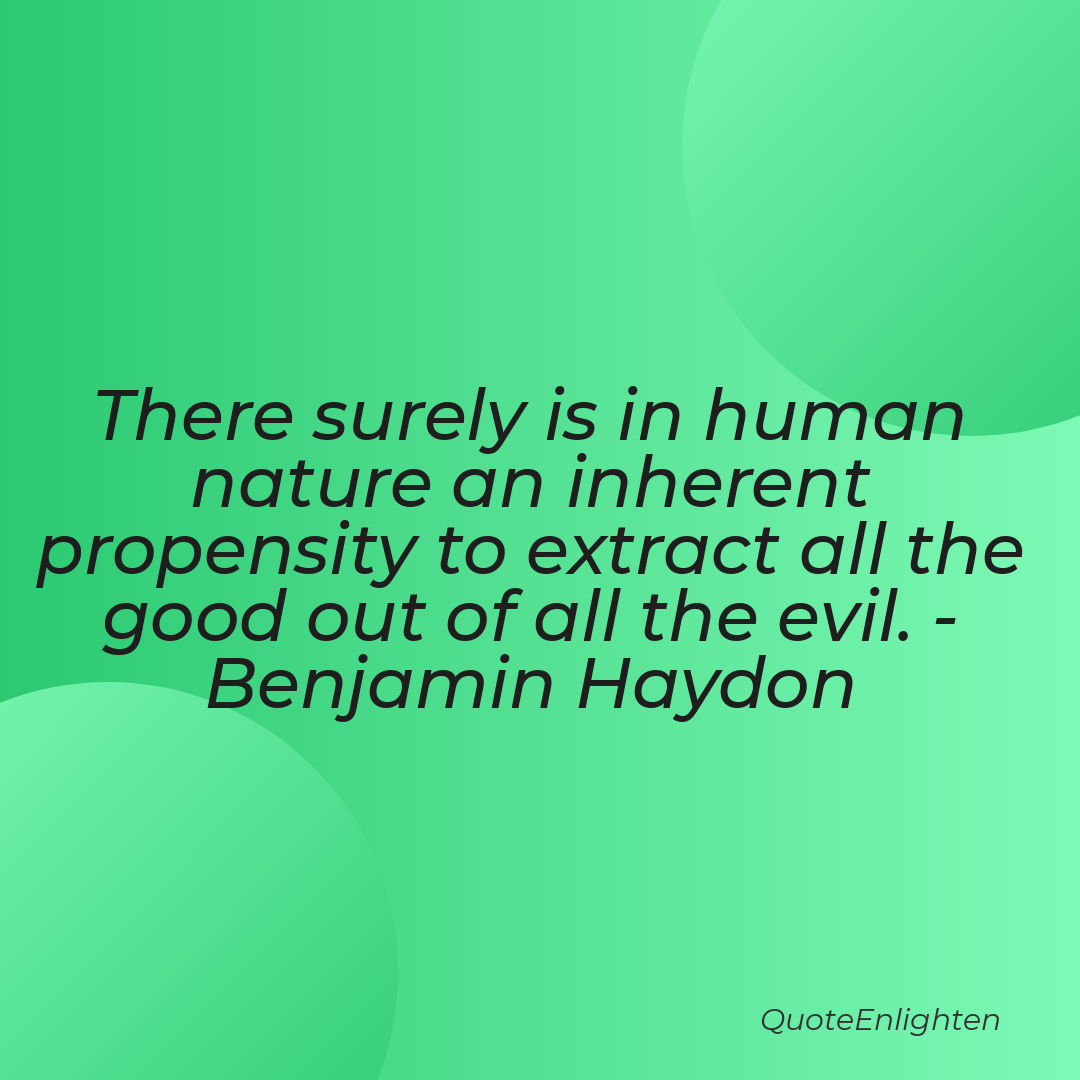 There surely is in human
nature an inherent
propensity to extract all the
good out of all the evil. -
Benjamin Haydon
QuoteEnlighten